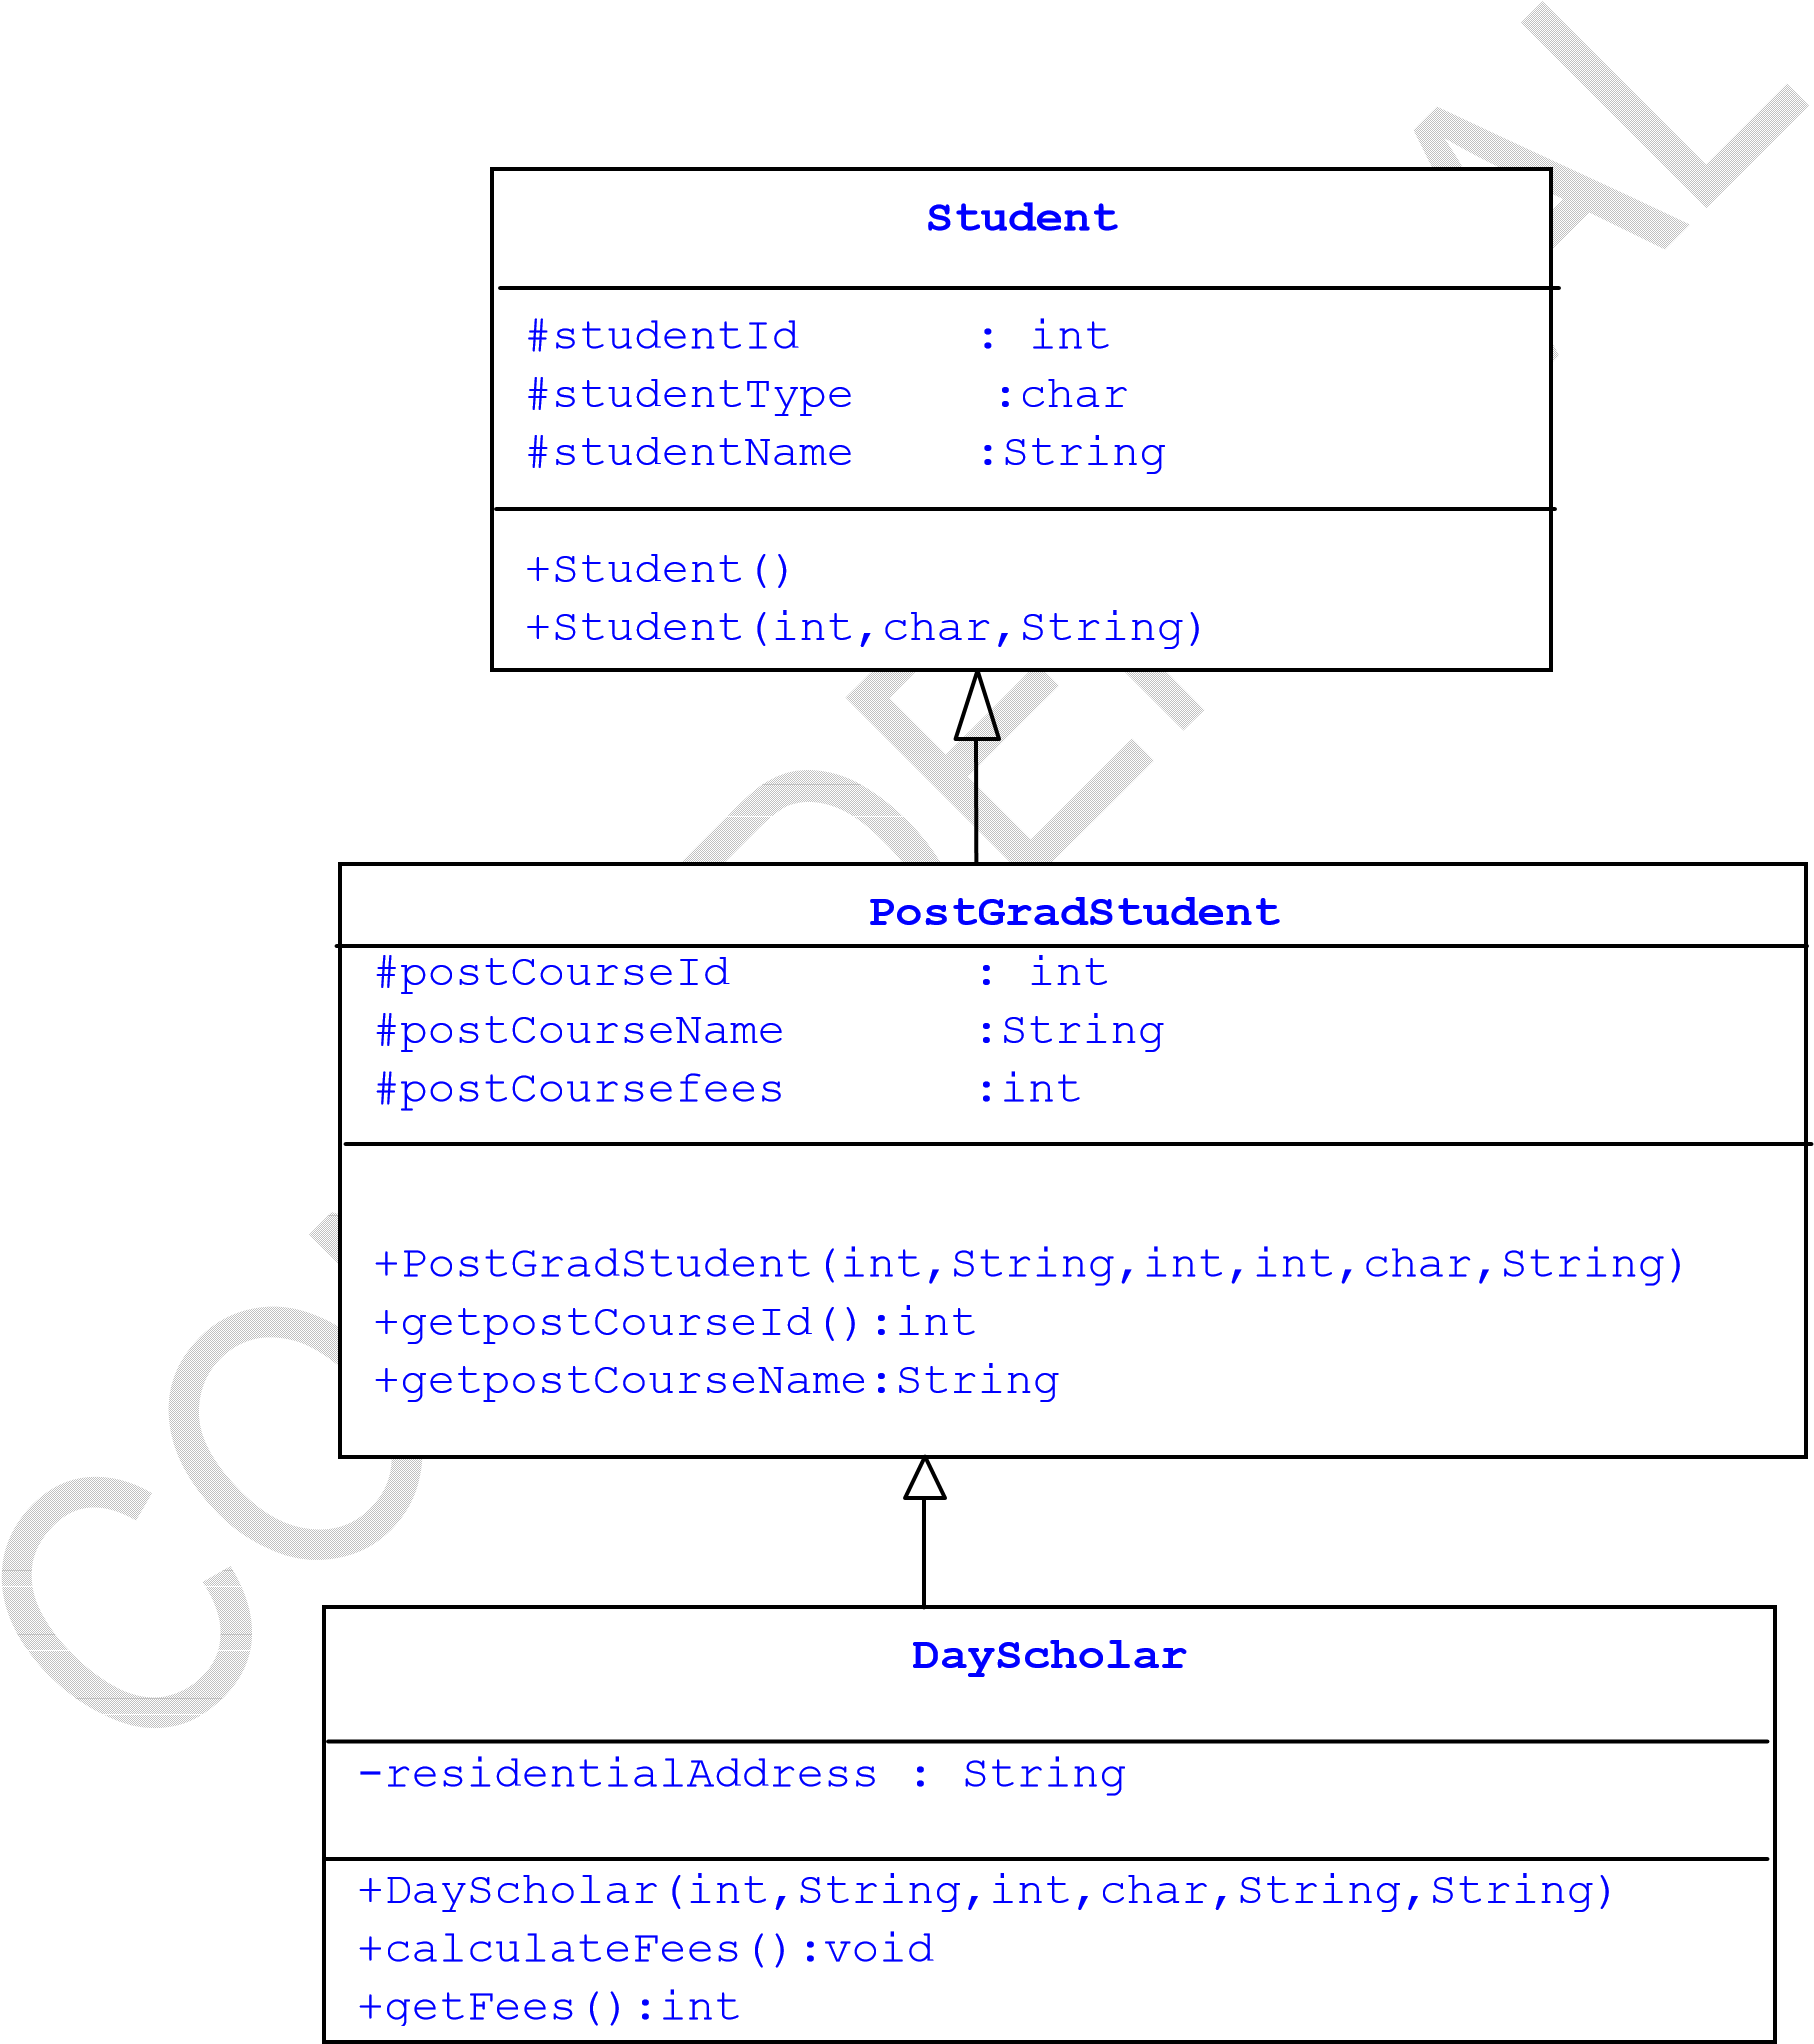 Student
#studentId : int
#studentType :char
#studentName :String
+Student()
+Student(int,char,String)
PostGradStudent
#postCourseId : int
#postCourseName :String
#postCoursefees :int
+PostGradStudent(int,String,int,int,char,String)
+getpostCourseId():int
+getpostCourseName:String
DayScholar
-residentialAddress : String
+DayScholar(int,String,int,char,String,String)
+calculateFees():void
+getFees():int